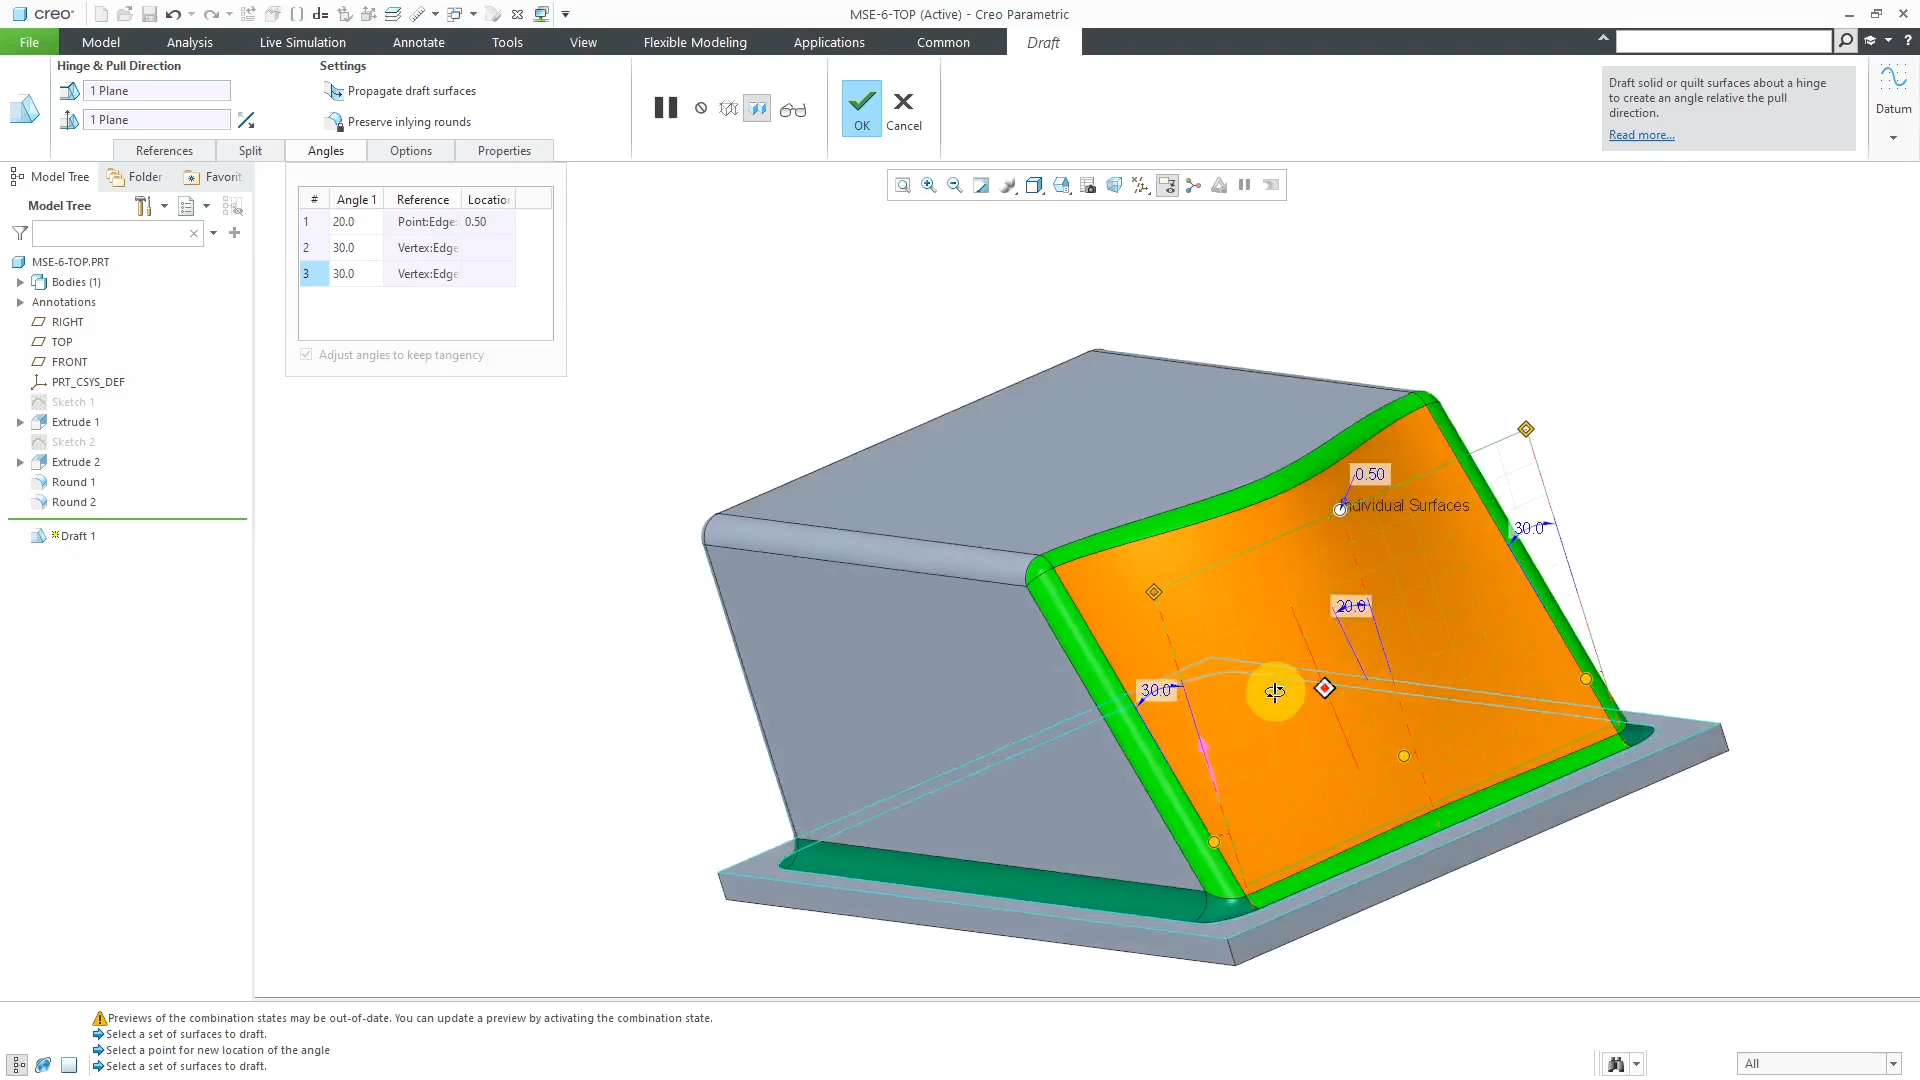 creo
d=
MSE-6-TOP (Active) - Creo Parametric
File
Model
Analysis
Live Simulation
Annotate
Tools
View
Flexible Modeling
Applications
Common
Draft
Hinge & Pull Direction
1 Plane
1 Plane
Settings
Propagate draft surfaces
Preserve inlying rounds
OK
Cancel
Draft solid or quilt surfaces about a hinge
to create an angle relative the pull
direction.
Read more...
Datum
References
Split
Angles
Options
Properties
Model Tree
Folder
Favorit
# Angle 1 Reference Locatior
1 20.0 Point:Edge: 0.50
2 30.0 Vertex:Edge
3 30.0 Vertex:Edge
Adjust angles to keep tangency
Model Tree
MSE-6-TOP.PRT
Bodies (1)
Annotations
RIGHT
TOP
FRONT
PRT_CSYS_DEF
Sketch 1
Extrude 1
Sketch 2
Extrude 2
Round 1
Round 2
Draft 1
0.50
Individual Surfaces
30.0
20.0
30.0
Previews of the combination states may be out-of-date. You can update a preview by activating the combination state.
Select a set of surfaces to draft.
Select a point for new location of the angle
Select a set of surfaces to draft.
All